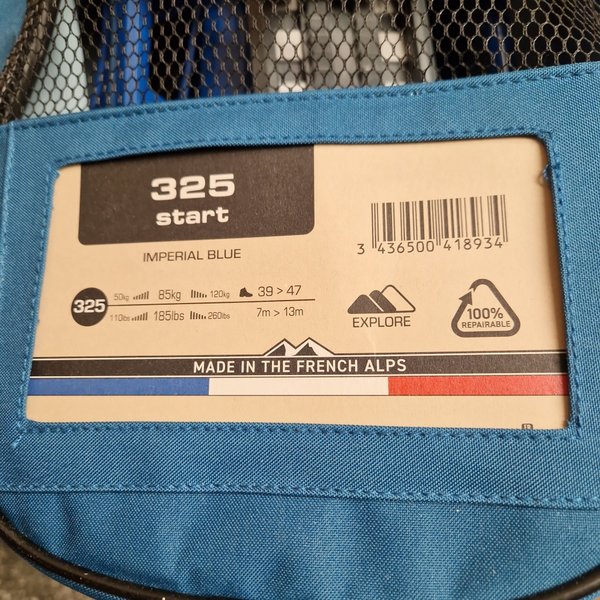 325
start
IMPERIAL BLUE
3 436500 418934
325
50kg 85kg 120kg 39 > 47
110lbs 185lbs 260lbs 7m > 13m
EXPLORE
100%
REPAIRABLE
MADE IN THE FRENCH ALPS